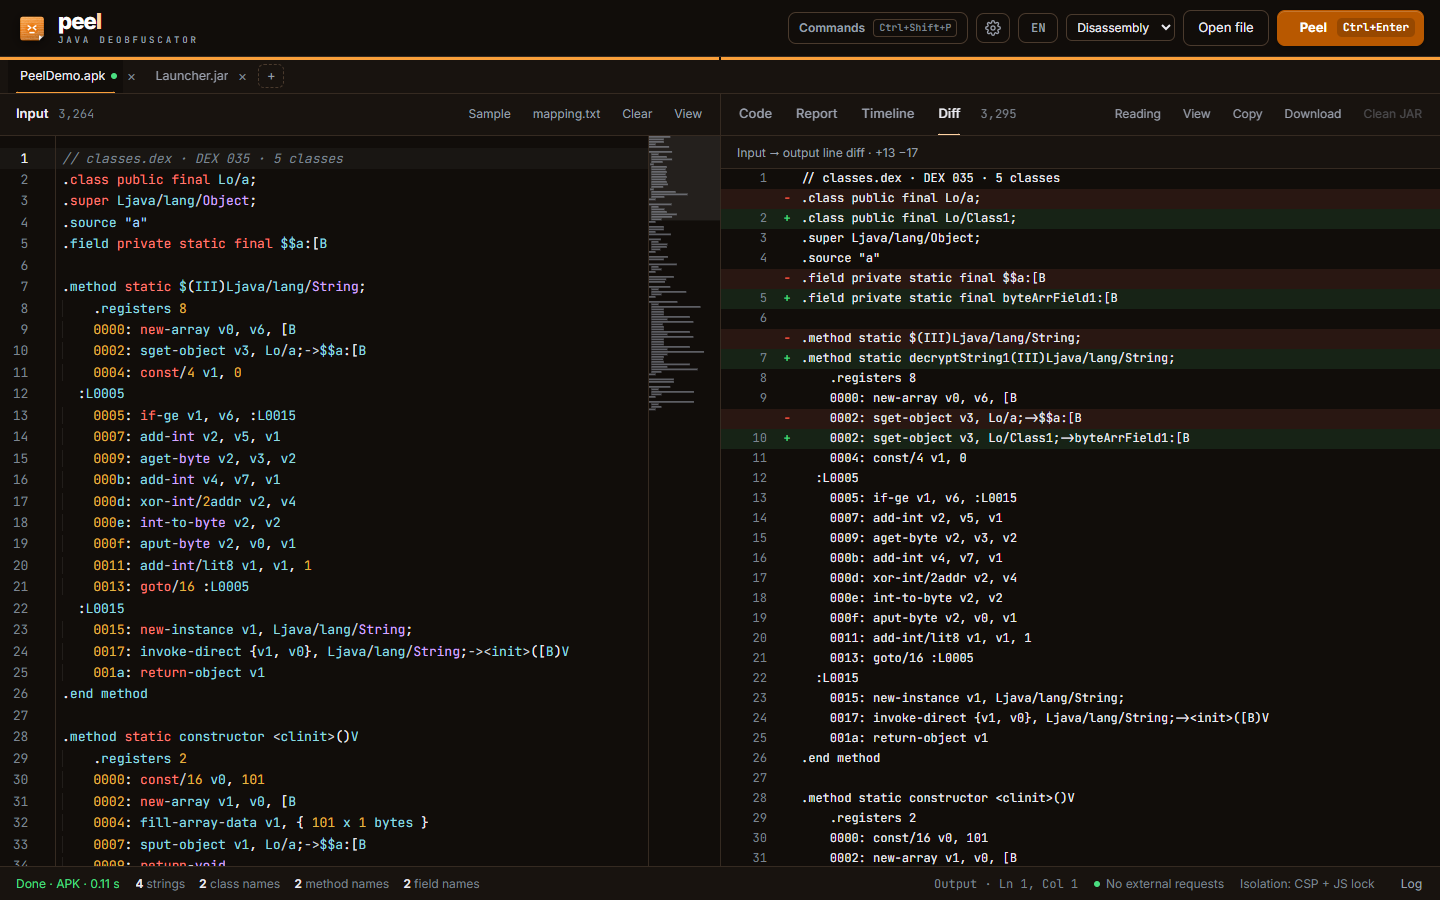 peel
JAVA DEOBFUSCATOR
Commands Ctrl+Shift+P EN Disassembly Open file Peel Ctrl+Enter
PeelDemo.apk × Launcher.jar × +
Input 3,264 Sample mapping.txt Clear View
Code Report Timeline Diff 3,295 Reading View Copy Download Clean JAR
1 // classes.dex · DEX 035 · 5 classes
2 .class public final Lo/a;
3 .super Ljava/lang/Object;
4 .source "a"
5 .field private static final $$a:[B
6
7 .method static $(III)Ljava/lang/String;
8 .registers 8
9 0000: new-array v0, v6, [B
10 0002: sget-object v3, Lo/a;->$$a:[B
11 0004: const/4 v1, 0
12 :L0005
13 0005: if-ge v1, v6, :L0015
14 0007: add-int v2, v5, v1
15 0009: aget-byte v2, v3, v2
16 000b: add-int v4, v7, v1
17 000d: xor-int/2addr v2, v4
18 000e: int-to-byte v2, v2
19 000f: aput-byte v2, v0, v1
20 0011: add-int/lit8 v1, v1, 1
21 0013: goto/16 :L0005
22 :L0015
23 0015: new-instance v1, Ljava/lang/String;
24 0017: invoke-direct {v1, v0}, Ljava/lang/String;-><init>([B)V
25 001a: return-object v1
26 .end method
27
28 .method static constructor <clinit>()V
29 .registers 2
30 0000: const/16 v0, 101
31 0002: new-array v1, v0, [B
32 0004: fill-array-data v1, { 101 x 1 bytes }
33 0007: sput-object v1, Lo/a;->$$a:[B
34 0009: return-void
Input → output line diff · +13 −17
1 // classes.dex · DEX 035 · 5 classes
- .class public final Lo/a;
2 + .class public final Lo/Class1;
3 .super Ljava/lang/Object;
4 .source "a"
- .field private static final $$a:[B
5 + .field private static final byteArrField1:[B
6
- .method static $(III)Ljava/lang/String;
7 + .method static decryptString1(III)Ljava/lang/String;
8 .registers 8
9 0000: new-array v0, v6, [B
- 0002: sget-object v3, Lo/a;->$$a:[B
10 + 0002: sget-object v3, Lo/Class1;->byteArrField1:[B
11 0004: const/4 v1, 0
12 :L0005
13 0005: if-ge v1, v6, :L0015
14 0007: add-int v2, v5, v1
15 0009: aget-byte v2, v3, v2
16 000b: add-int v4, v7, v1
17 000d: xor-int/2addr v2, v4
18 000e: int-to-byte v2, v2
19 000f: aput-byte v2, v0, v1
20 0011: add-int/lit8 v1, v1, 1
21 0013: goto/16 :L0005
22 :L0015
23 0015: new-instance v1, Ljava/lang/String;
24 0017: invoke-direct {v1, v0}, Ljava/lang/String;-><init>([B)V
25 001a: return-object v1
26 .end method
27
28 .method static constructor <clinit>()V
29 .registers 2
30 0000: const/16 v0, 101
31 0002: new-array v1, v0, [B
Done · APK · 0.11 s 4 strings 2 class names 2 method names 2 field names Output · Ln 1, Col 1 No external requests Isolation: CSP + JS lock Log